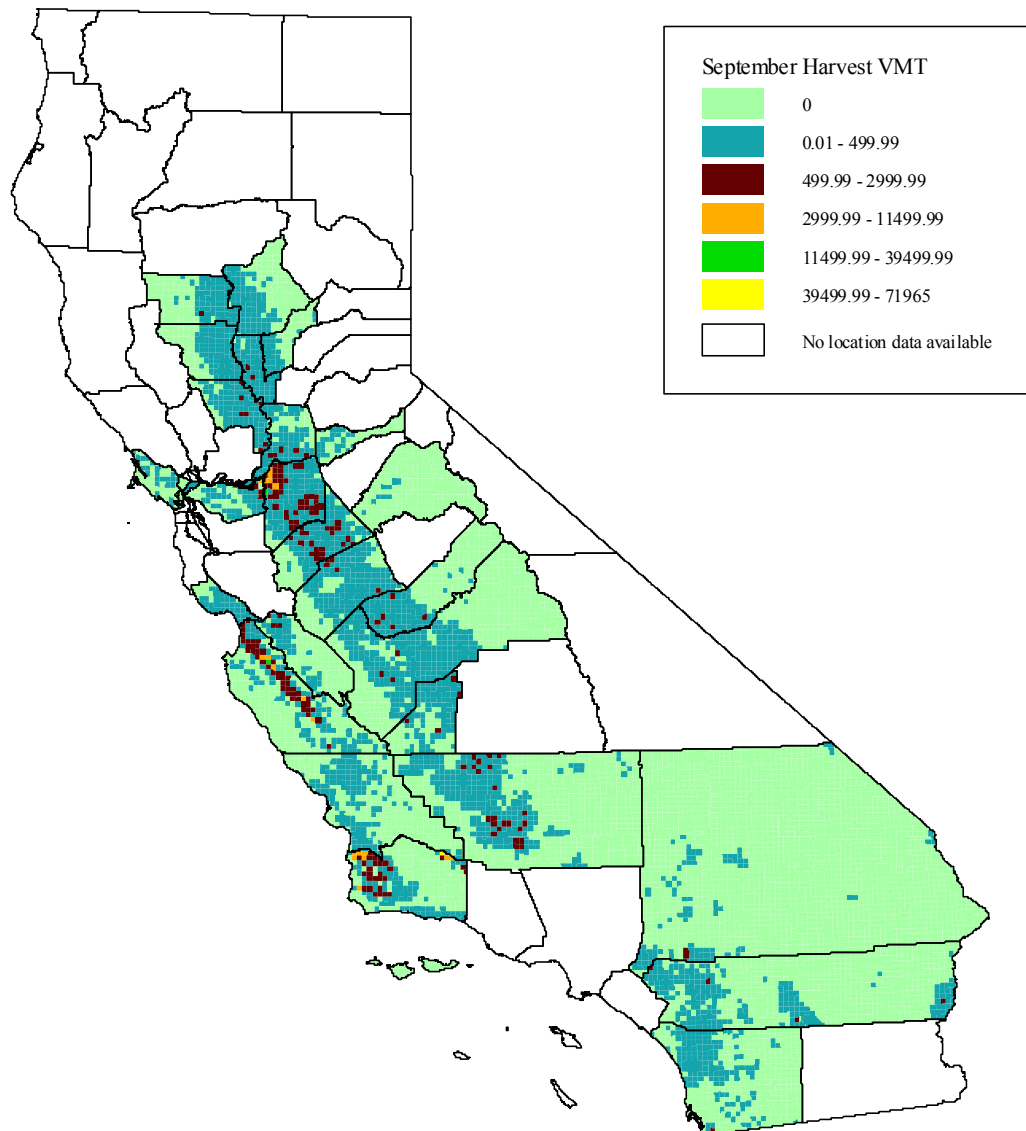 September Harvest VMT
0
0.01 - 499.99
499.99 - 2999.99
2999.99 - 11499.99
11499.99 - 39499.99
39499.99 - 71965
No location data available